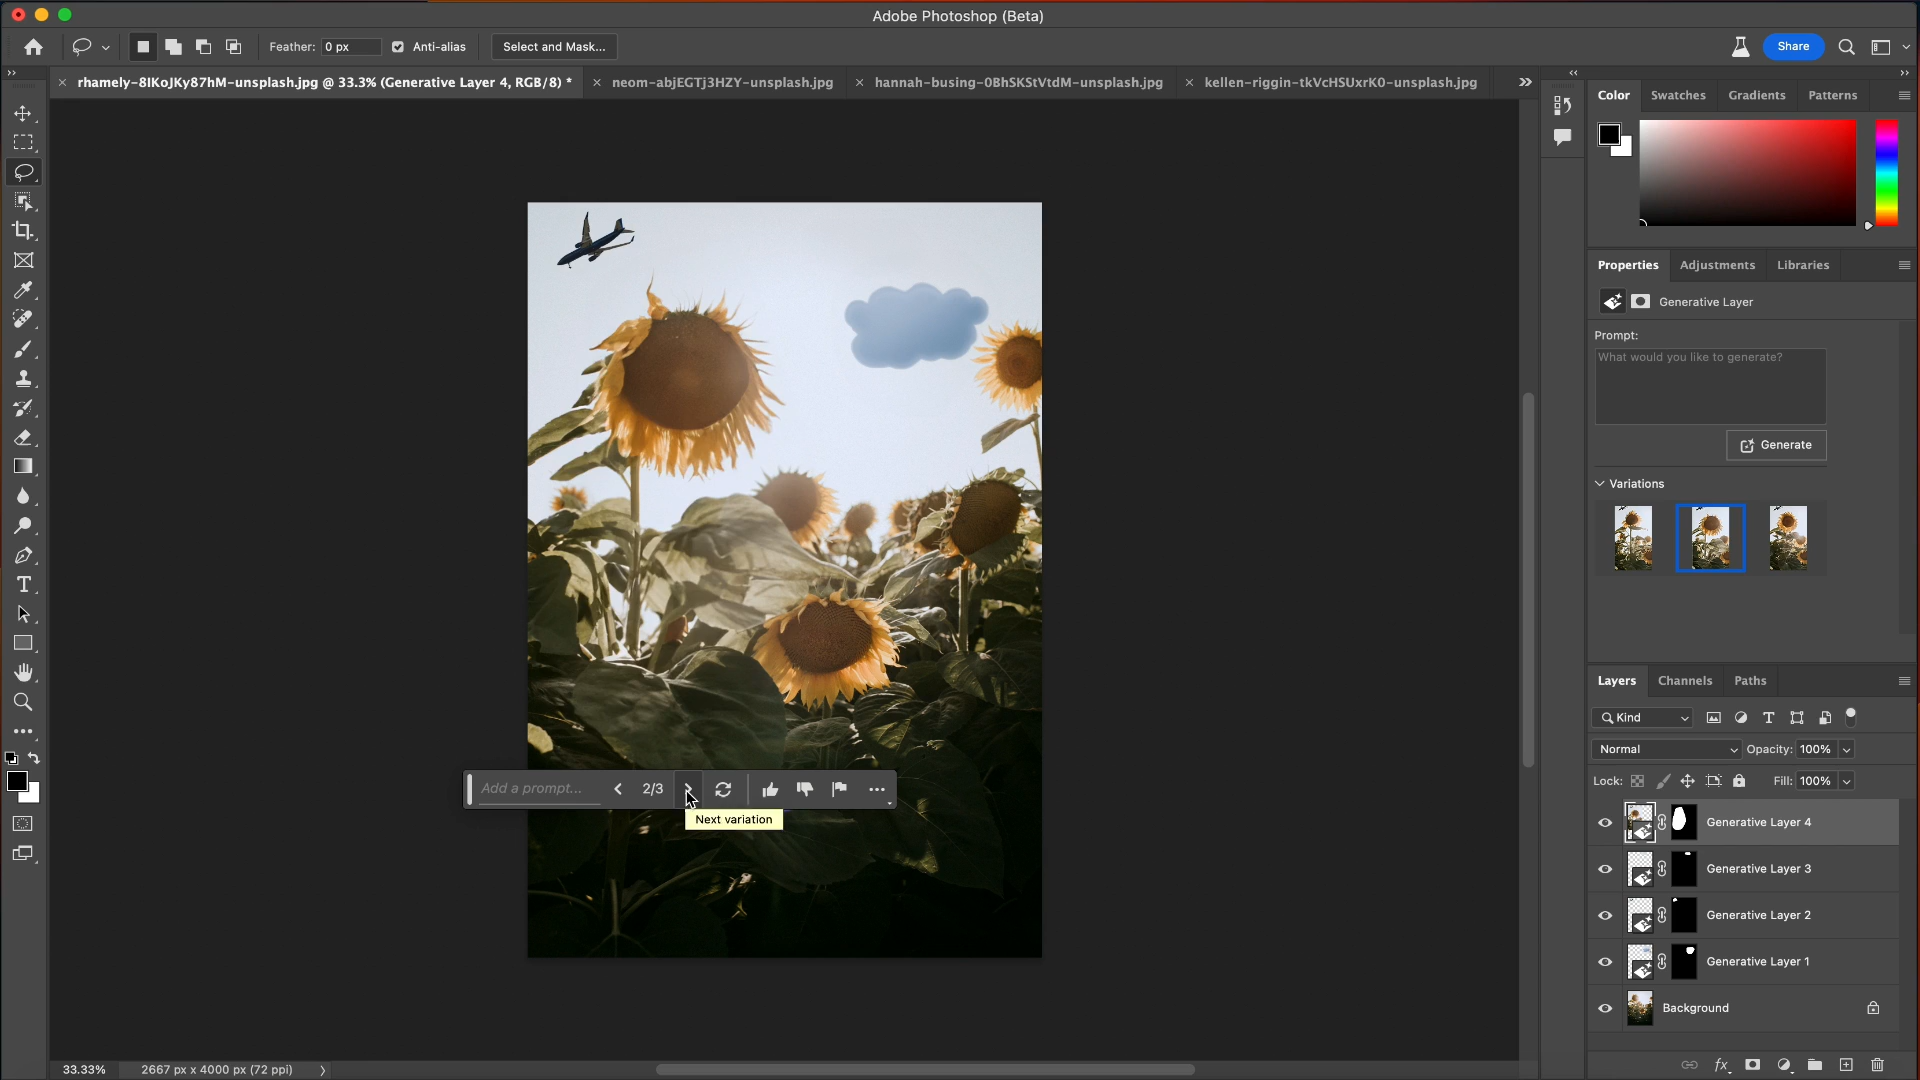 Adobe Photoshop (Beta)
Feather: 0 px Anti-alias Select and Mask... Share
rhamely-8IKoJKy87hM-unsplash.jpg @ 33.3% (Generative Layer 4, RGB/8) * neom-abjEGTj3HZY-unsplash.jpg hannah-busing-0BhSKStVtdM-unsplash.jpg kellen-riggin-tkVcHSUxrK0-unsplash.jpg
Color Swatches Gradients Patterns
Properties Adjustments Libraries
Generative Layer
Prompt:
What would you like to generate?
Generate
Variations
Layers Channels Paths
Kind
Normal Opacity: 100%
Lock: Fill: 100%
Add a prompt... 2/3
Next variation
Generative Layer 4
Generative Layer 3
Generative Layer 2
Generative Layer 1
Background
33.33% 2667 px x 4000 px (72 ppi)